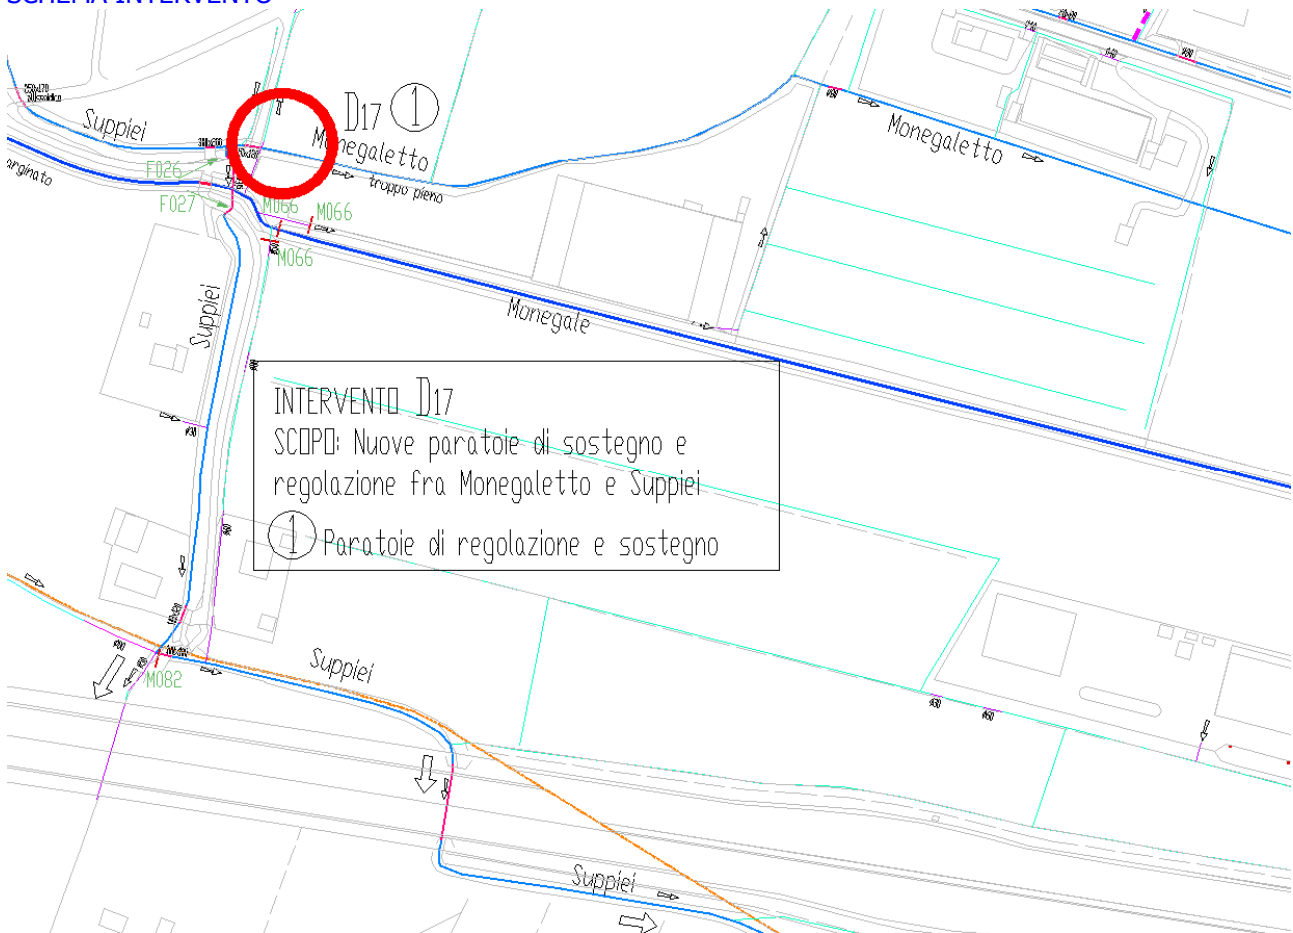 SCHEMA INTERVENTO
Suppiei
D17 1
Monegaletto
troppo pieno
Monegaletto
arginato
F026
F027
M066
M066
M066
Suppiei
Monegale
INTERVENTO D17
SCOPO: Nuove paratoie di sostegno e
regolazione fra Monegaletto e Suppiei
1 Paratoie di regolazione e sostegno
Suppiei
M082
Suppiei